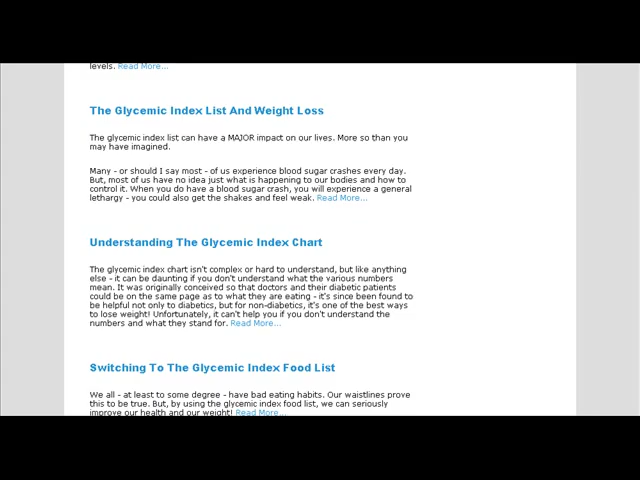 levels. Read More...
The Glycemic Index List And Weight Loss
The glycemic index list can have a MAJOR impact on our lives. More so than you
may have imagined.
Many - or should I say most - of us experience blood sugar crashes every day.
But, most of us have no idea just what is happening to our bodies and how to
control it. When you do have a blood sugar crash, you will experience a general
lethargy - you could also get the shakes and feel weak. Read More...
Understanding The Glycemic Index Chart
The glycemic index chart isn't complex or hard to understand, but like anything
else - it can be daunting if you don't understand what the various numbers
mean. It was originally conceived so that doctors and their diabetic patients
could be on the same page as to what they are eating - it's since been found to
be helpful not only to diabetics, but for non-diabetics, it's one of the best ways
to lose weight! Unfortunately, it can't help you if you don't understand the
numbers and what they stand for. Read More...
Switching To The Glycemic Index Food List
We all - at least to some degree - have bad eating habits. Our waistlines prove
this to be true. But, by using the glycemic index food list, we can seriously
improve our health and our weight! Read More...